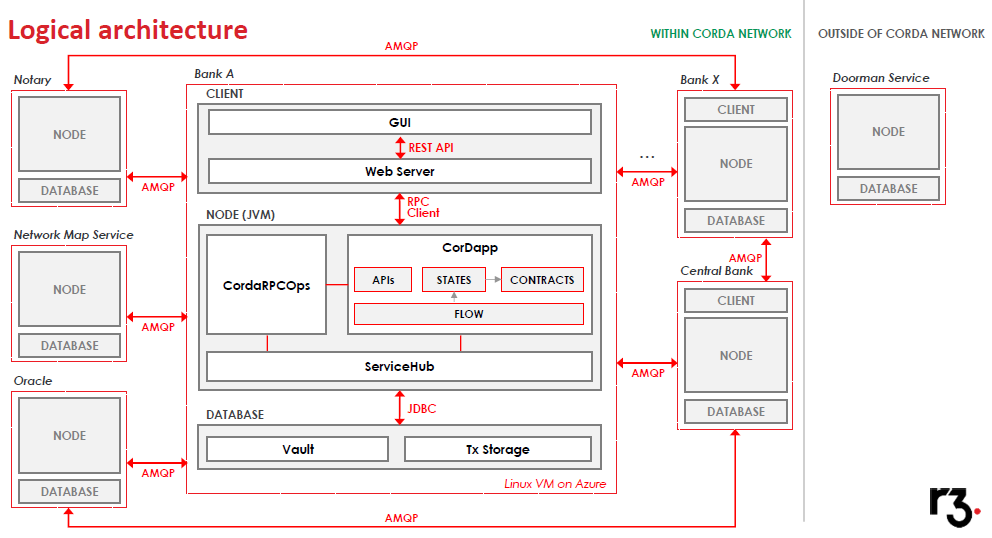 Logical architecture
WITHIN CORDA NETWORK
OUTSIDE OF CORDA NETWORK
AMQP
Notary
NODE
DATABASE
AMQP
Network Map Service
NODE
DATABASE
AMQP
Oracle
NODE
DATABASE
AMQP
Bank A
CLIENT
GUI
REST API
Web Server
RPC
Client
NODE (JVM)
CordaRPCOps
CorDapp
APIs
STATES
CONTRACTS
FLOW
ServiceHub
JDBC
DATABASE
Vault
Tx Storage
Linux VM on Azure
...
AMQP
Bank X
CLIENT
NODE
DATABASE
AMQP
Central Bank
CLIENT
NODE
DATABASE
AMQP
AMQP
Doorman Service
NODE
DATABASE
r3.